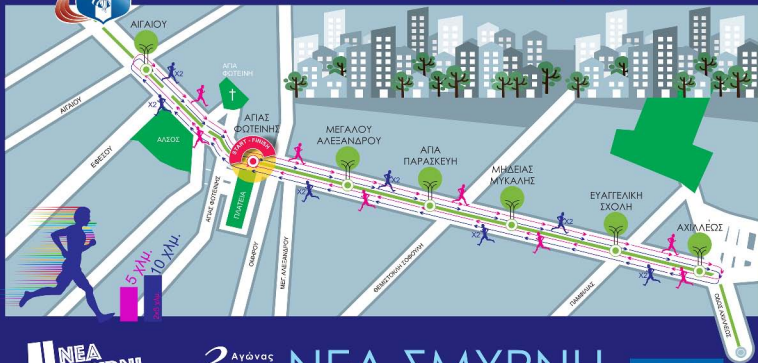 ΑΙΓΑΙΟΥ
X2
ΑΓΙΑ
ΦΩΤΕΙΝΗ
X2
ΑΙΓΑΙΟΥ
ΑΛΣΟΣ
ΕΦΕΣΟΥ
ΑΓΙΑΣ
ΦΩΤΕΙΝΗΣ
START - FINISH
ΠΛΑΤΕΙΑ
ΑΓΙΑΣ ΦΩΤΕΙΝΗΣ
ΟΜΗΡΟΥ
ΜΕΓ ΑΛΕΞΑΝΔΡΟΥ
ΜΕΓΑΛΟΥ
ΑΛΕΞΑΝΔΡΟΥ
X2
X2
ΑΓΙΑ
ΠΑΡΑΣΚΕΥΗ
ΘΕΜΙΣΤΟΚΛΗ ΣΟΦΟΥΛΗ
ΜΗΔΕΙΑΣ
ΜΥΚΑΛΗΣ
X2
X2
ΠΑΜΦΙΛΙΑΣ
ΕΥΑΓΓΕΛΙΚΗ
ΣΧΟΛΗ
ΑΧΙΛΛΕΩΣ
X2
ΟΔΟΣ ΑΧΙΛΛΕΩΣ
5 ΧΛΜ.
10 ΧΛΜ.
ΝΕΑ
Αγώνας
ΝΕΑ ΣΜΥΡΝΗ